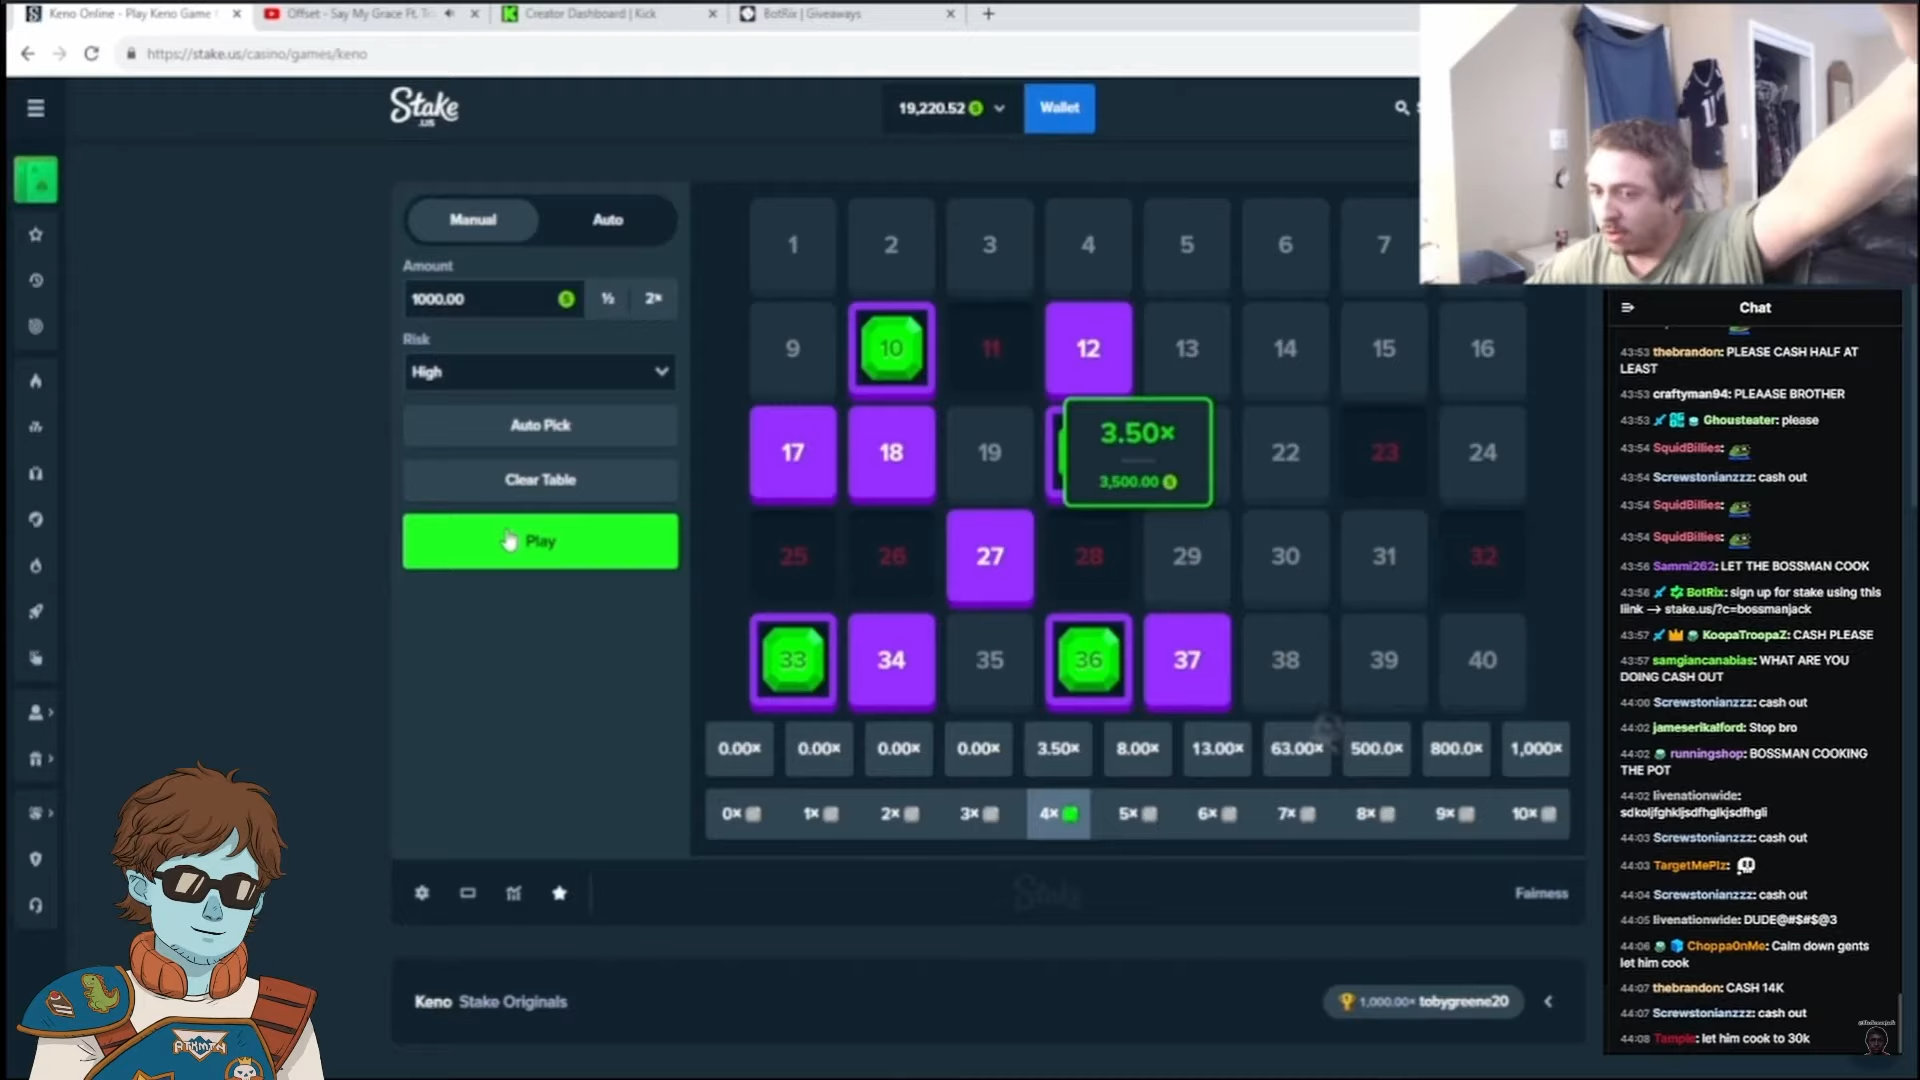 Keno Online - Play Keno Game
Offset - Say My Grace Ft. Tr
Creator Dashboard | Kick
BotRix | Giveaways
https://stake.us/casino/games/keno
Stake
.US
19,220.52
Wallet
Manual
Auto
Amount
1000.00
½
2×
Risk
High
Auto Pick
Clear Table
Play
1
2
3
4
5
6
7
9
10
11
12
13
14
15
16
17
18
19
22
23
24
25
26
27
28
29
30
31
32
33
34
35
36
37
38
39
40
3.50×
3,500.00
0.00×
0.00×
0.00×
0.00×
3.50×
8.00×
13.00×
63.00×
500.0×
800.0×
1,000×
0×
1×
2×
3×
4×
5×
6×
7×
8×
9×
10×
Stake
Fairness
Keno Stake Originals
1,000.00× tobygreene20
Chat
43:53 thebrandon: PLEASE CASH HALF AT
LEAST
43:53 craftyman94: PLEAASE BROTHER
43:53 Ghousteater: please
43:54 SquidBillies:
43:54 Screwstonianzzz: cash out
43:54 SquidBillies:
43:54 SquidBillies:
43:56 Sammi262: LET THE BOSSMAN COOK
43:56 BotRix: sign up for stake using this
liink —> stake.us/?c=bossmanjack
43:57 KoopaTroopaZ: CASH PLEASE
43:57 samgiancanabias: WHAT ARE YOU
DOING CASH OUT
44:00 Screwstonianzzz: cash out
44:02 jameserikalford: Stop bro
44:02 runningshop: BOSSMAN COOKING
THE POT
44:02 livenationwide:
sdkoljfghkljsdfhglkjsdfhgli
44:03 Screwstonianzzz: cash out
44:03 TargetMePlz:
44:04 Screwstonianzzz: cash out
44:05 livenationwide: DUDE@#$#$@3
44:06 ChoppaOnMe: Calm down gents
let him cook
44:07 thebrandon: CASH 14K
44:07 Screwstonianzzz: cash out
44:08 Tample: let him cook to 30k